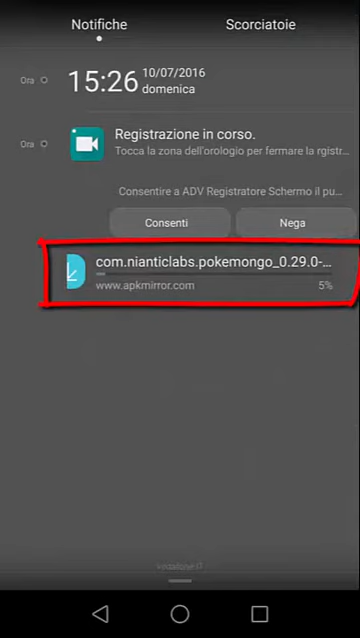 Notifiche Scorciatoie
Ora 15:26 10/07/2016
domenica
Ora Registrazione in corso.
Tocca la zona dell'orologio per fermare la rgistr...
Consentire a ADV Registratore Schermo il pu...
Consenti Nega
com.nianticlabs.pokemongo_0.29.0-...
www.apkmirror.com 5%
vodafone IT